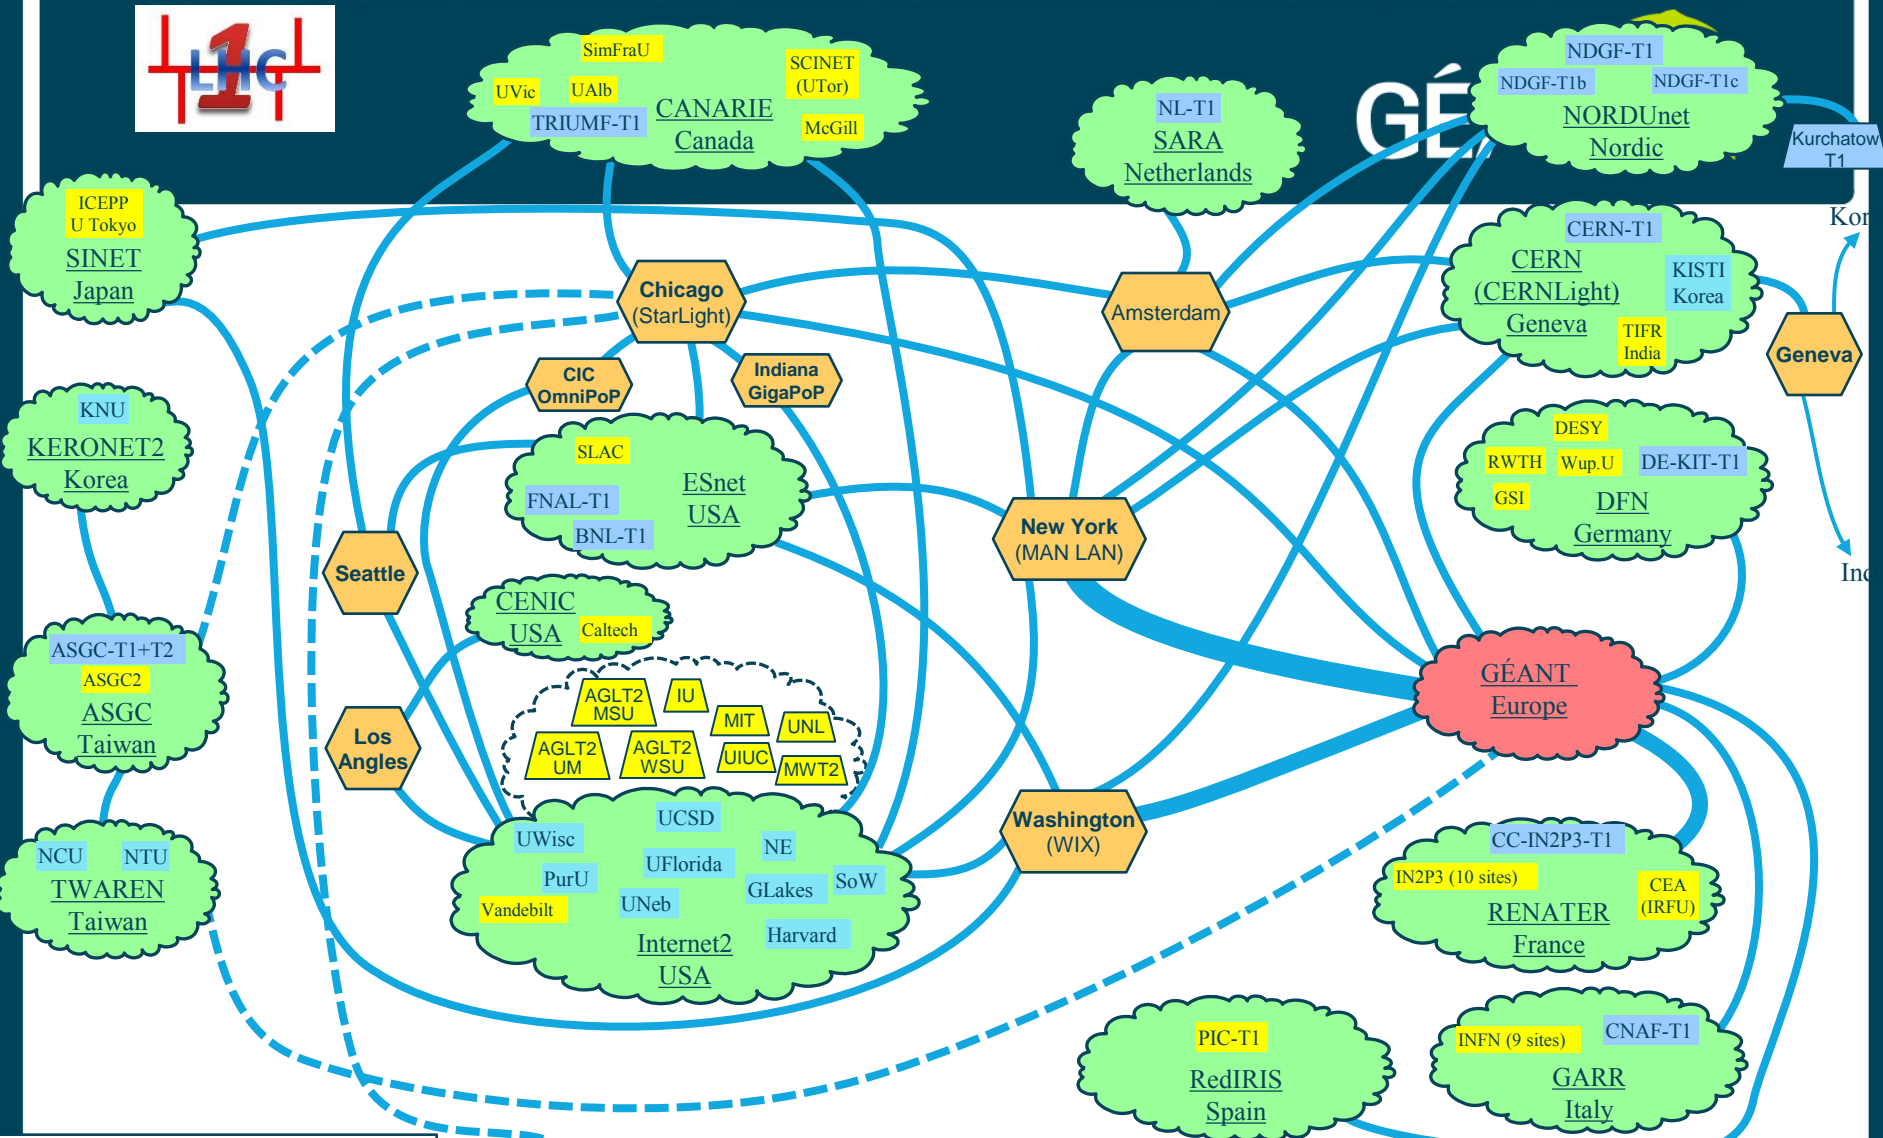 LHC
1
SimFraU
SCINET
(UTor)
UVic
UAlb
CANARIE
TRIUMF-T1
McGill
Canada
NL-T1
SARA
Netherlands
GÉ
NDGF-T1
NDGF-T1b
NDGF-T1c
NORDUnet
Nordic
Kurchatow
T1
ICEPP
U Tokyo
SINET
Japan
CERN-T1
CERN
(CERNLight)
Geneva
KISTI
Korea
TIFR
India
Kor
Chicago
(StarLight)
Amsterdam
Geneva
CIC
OmniPoP
Indiana
GigaPoP
KNU
KERONET2
Korea
SLAC
FNAL-T1
ESnet
USA
BNL-T1
DESY
RWTH
Wup.U
DE-KIT-T1
GSI
DFN
Germany
New York
(MAN LAN)
Seattle
Ind
CENIC
USA
Caltech
ASGC-T1+T2
ASGC2
ASGC
Taiwan
AGLT2
MSU
IU
MIT
UNL
AGLT2
UM
AGLT2
WSU
UIUC
MWT2
GÉANT
Europe
Los
Angles
Washington
(WIX)
UCSD
UWisc
NE
UFlorida
PurU
GLakes
SoW
UNeb
Vandebilt
Harvard
Internet2
USA
NCU
NTU
TWAREN
Taiwan
CC-IN2P3-T1
IN2P3 (10 sites)
CEA
(IRFU)
RENATER
France
PIC-T1
RedIRIS
Spain
INFN (9 sites)
CNAF-T1
GARR
Italy